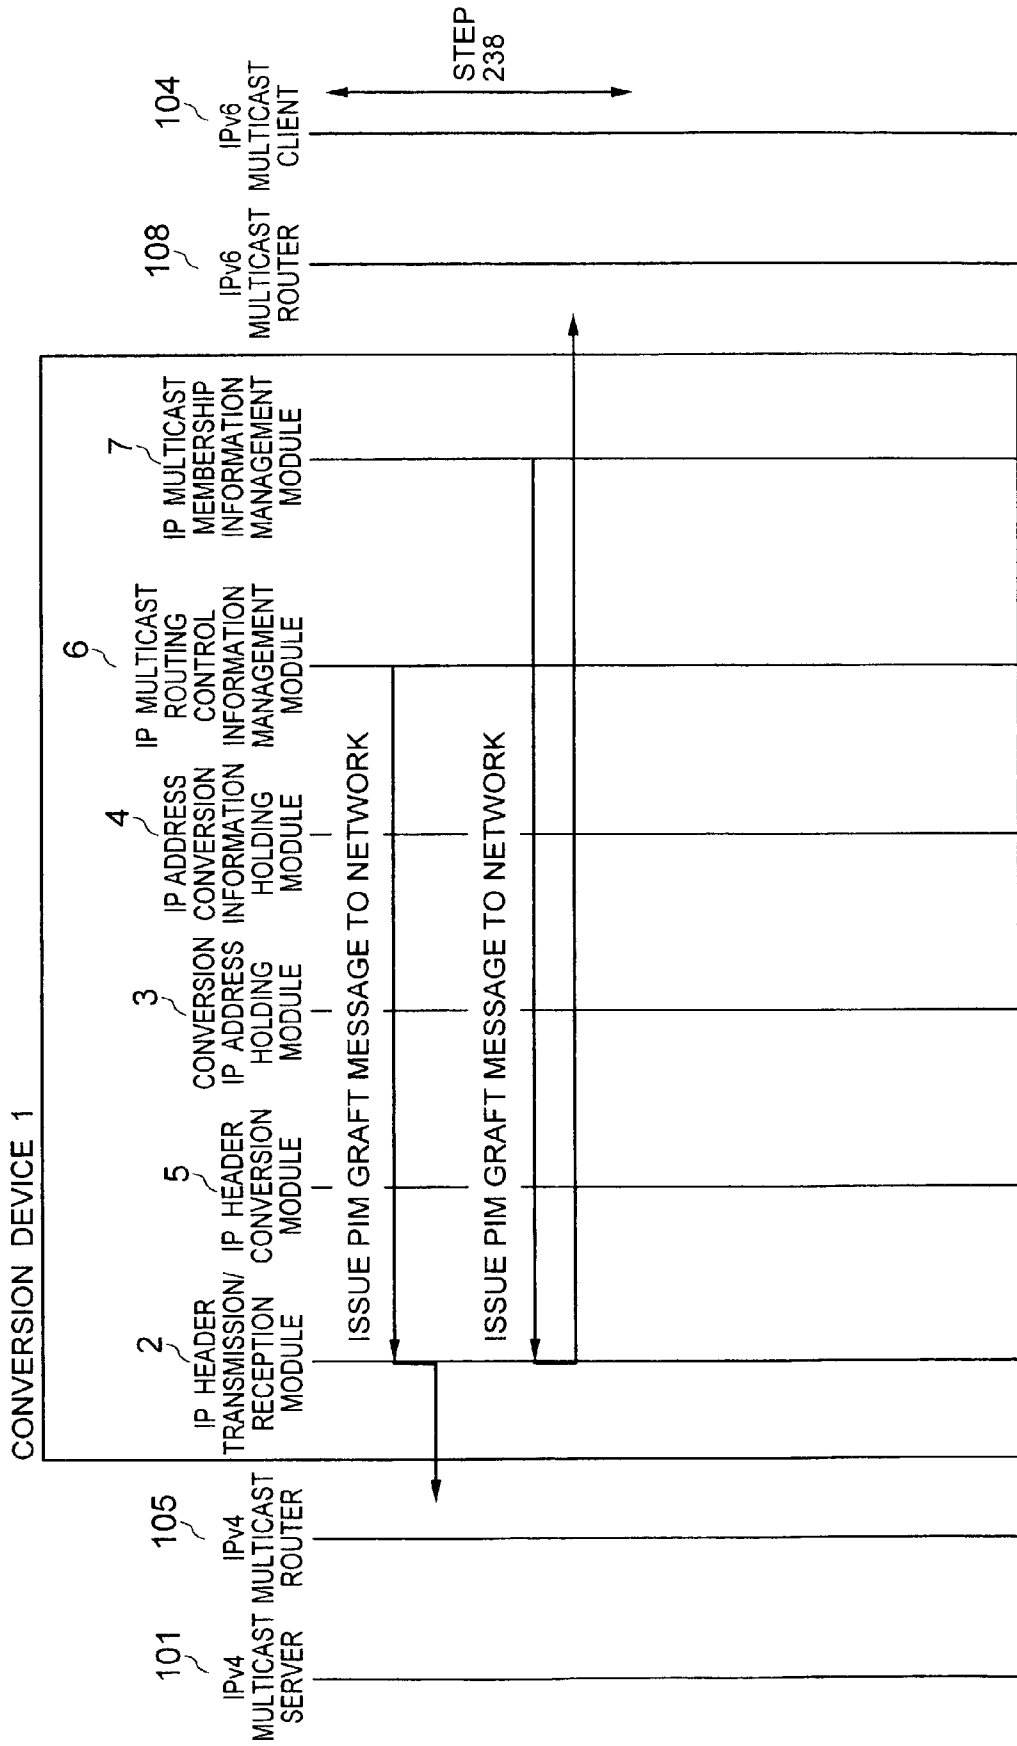 CONVERSION DEVICE 1
101
IPv4
MULTICAST
SERVER
105
IPv4
MULTICAST
ROUTER
2
IP HEADER
TRANSMISSION/
RECEPTION
MODULE
5
IP HEADER
CONVERSION
MODULE
3
CONVERSION
IP ADDRESS
HOLDING
MODULE
4
IP ADDRESS
CONVERSION
INFORMATION
HOLDING
MODULE
6
IP MULTICAST
ROUTING
CONTROL
INFORMATION
MANAGEMENT
MODULE
7
IP MULTICAST
MEMBERSHIP
INFORMATION
MANAGEMENT
MODULE
108
IPv6
MULTICAST
ROUTER
104
IPv6
MULTICAST
CLIENT
ISSUE PIM GRAFT MESSAGE TO NETWORK
ISSUE PIM GRAFT MESSAGE TO NETWORK
STEP
238